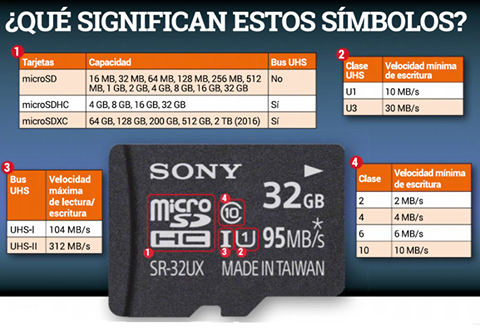 ¿QUÉ SIGNIFICAN ESTOS SÍMBOLOS?
1
Tarjetas Capacidad Bus UHS
microSD 16 MB, 32 MB, 64 MB, 128 MB, 256 MB, 512 MB, 1 GB, 2 GB, 4 GB, 8 GB, 16 GB, 32 GB No
microSDHC 4 GB, 8 GB, 16 GB, 32 GB Sí
microSDXC 64 GB, 128 GB, 200 GB, 512 GB, 2 TB (2016) Sí
2
Clase UHS Velocidad mínima de escritura
U1 10 MB/s
U3 30 MB/s
3
Bus UHS Velocidad máxima de lectura/escritura
UHS-I 104 MB/s
UHS-II 312 MB/s
4
Clase Velocidad mínima de escritura
2 2 MB/s
4 4 MB/s
6 6 MB/s
10 10 MB/s
SONY
micro SD HC
1
4
10
32GB
I
3
U1
2
95MB/s*
SR-32UX MADE IN TAIWAN